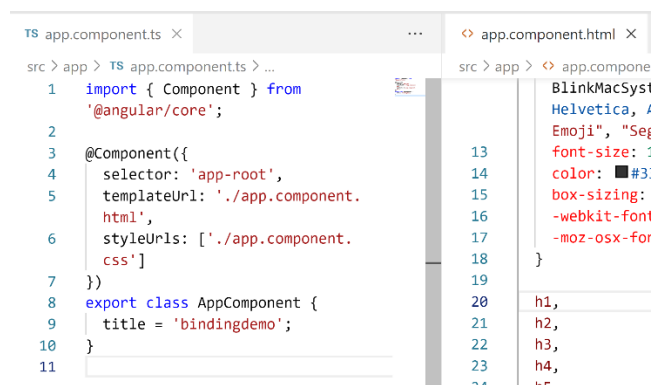 TS app.component.ts ×
src > app > TS app.component.ts > ...
1 import { Component } from
'@angular/core';
2
3 @Component({
4 selector: 'app-root',
5 templateUrl: './app.component.
html',
6 styleUrls: ['./app.component.
css']
7 })
8 export class AppComponent {
9 title = 'bindingdemo';
10 }
11
<> app.component.html ×
src > app > <> app.compone
BlinkMacSyst
Helvetica, A
Emoji", "Seg
13 font-size: 1
14 color: #33
15 box-sizing:
16 -webkit-font
17 -moz-osx-fon
18 }
19
20 h1,
21 h2,
22 h3,
23 h4,